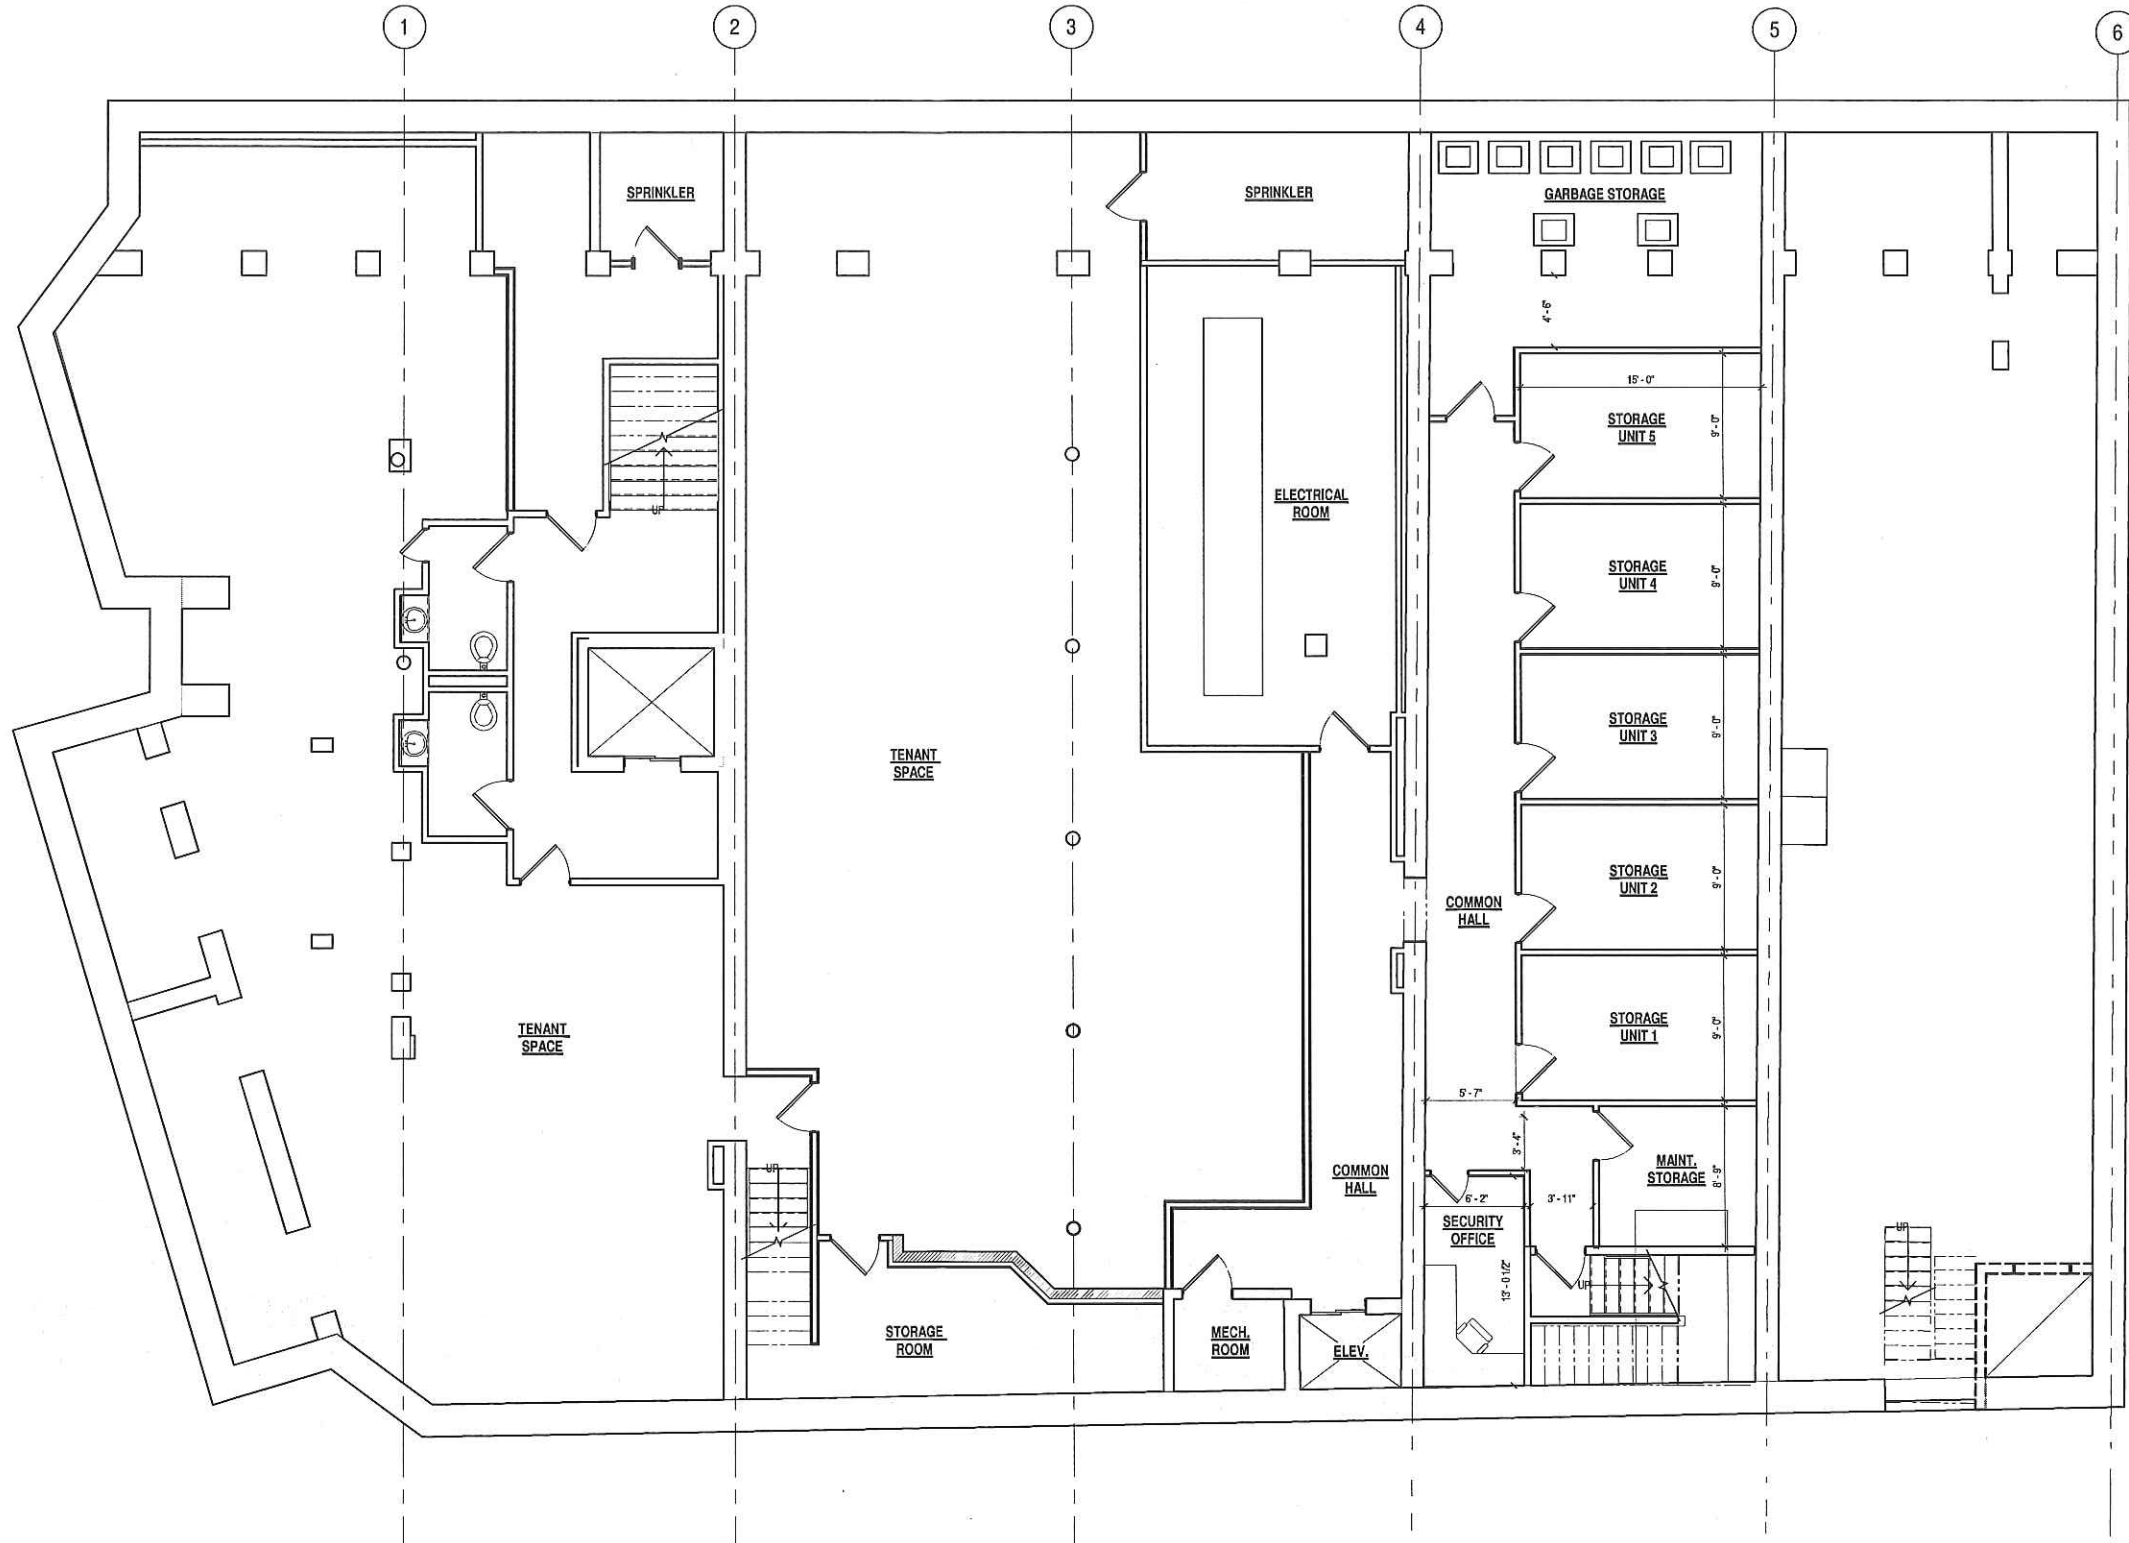 1
2
3
4
5
6
SPRINKLER
SPRINKLER
GARBAGE STORAGE
4'-6"
15'-0"
STORAGE
UNIT 5
9'-0"
UP
ELECTRICAL
ROOM
STORAGE
UNIT 4
9'-0"
STORAGE
UNIT 3
9'-0"
TENANT
SPACE
STORAGE
UNIT 2
9'-0"
COMMON
HALL
STORAGE
UNIT 1
9'-0"
TENANT
SPACE
5'-7"
3'-4"
UP
COMMON
HALL
MAINT.
STORAGE
8'-9"
6'-2"
3'-11"
SECURITY
OFFICE
UP
13'-0 1/2"
UP
STORAGE
ROOM
MECH.
ROOM
ELEV.